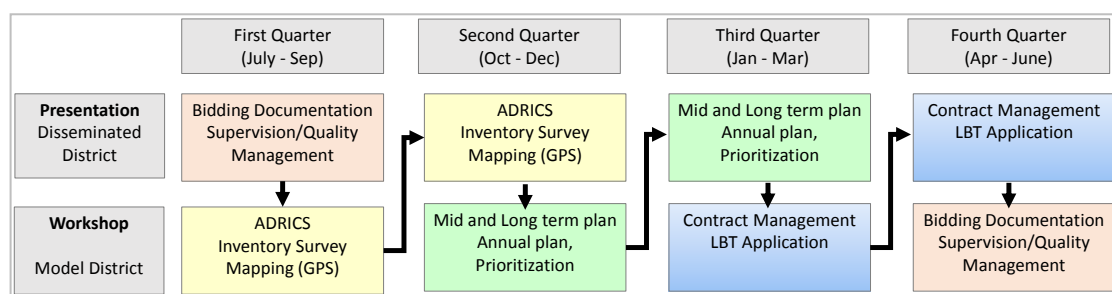 First Quarter
(July - Sep)
Second Quarter
(Oct - Dec)
Third Quarter
(Jan - Mar)
Fourth Quarter
(Apr - June)
Presentation
Disseminated
District
Bidding Documentation
Supervision/Quality
Management
ADRICS
Inventory Survey
Mapping (GPS)
Mid and Long term plan
Annual plan,
Prioritization
Contract Management
LBT Application
Workshop
Model District
ADRICS
Inventory Survey
Mapping (GPS)
Mid and Long term plan
Annual plan,
Prioritization
Contract Management
LBT Application
Bidding Documentation
Supervision/Quality
Management